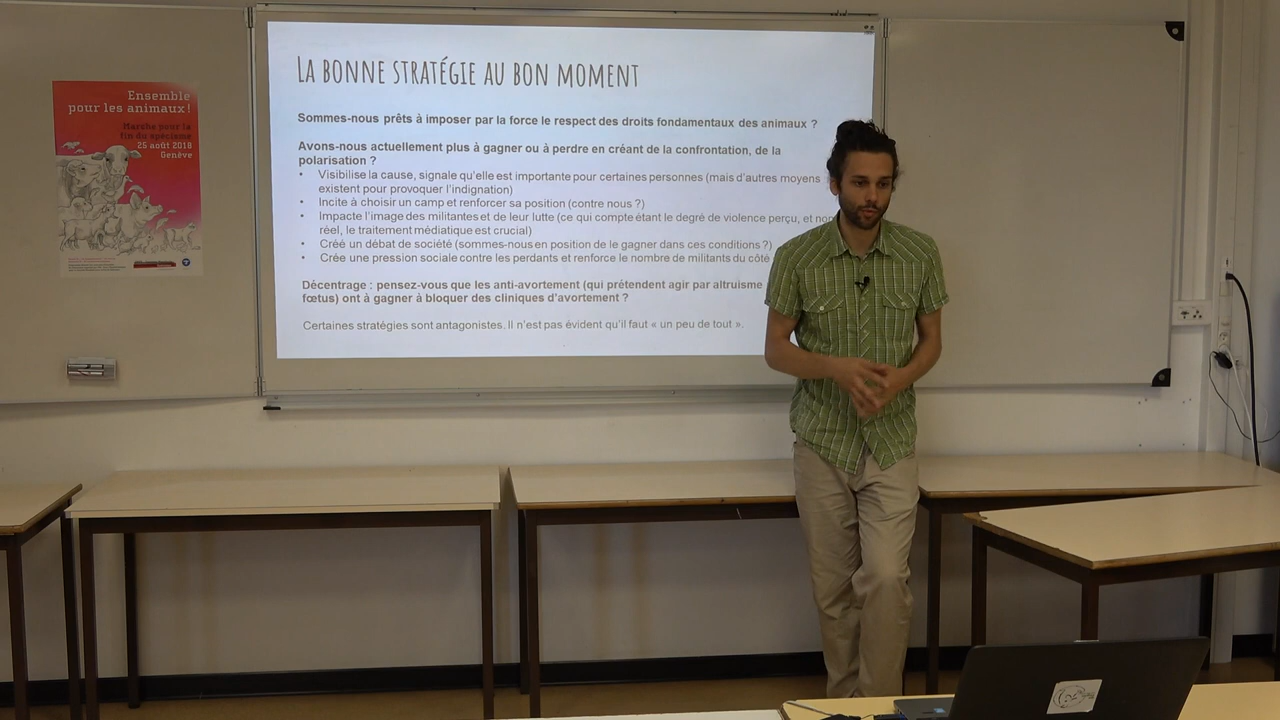 Ensemble
pour les animaux !
Marche pour la
fin du spécisme
25 août 2018
Genève
LA BONNE STRATÉGIE AU BON MOMENT
Sommes-nous prêts à imposer par la force le respect des droits fondamentaux des animaux ?
Avons-nous actuellement plus à gagner ou à perdre en créant de la confrontation, de la
polarisation ?
• Visibilise la cause, signale qu'elle est importante pour certaines personnes (mais d'autres moyens
existent pour provoquer l'indignation)
• Incite à choisir un camp et renforcer sa position (contre nous ?)
• Impacte l'image des militantes et de leur lutte (ce qui compte étant le degré de violence perçu, et non
réel, le traitement médiatique est crucial)
• Créé un débat de société (sommes-nous en position de le gagner dans ces conditions ?)
• Crée une pression sociale contre les perdants et renforce le nombre de militants du côté
Décentrage : pensez-vous que les anti-avortement (qui prétendent agir par altruisme
fœtus) ont à gagner à bloquer des cliniques d'avortement ?
Certaines stratégies sont antagonistes. Il n'est pas évident qu'il faut « un peu de tout ».